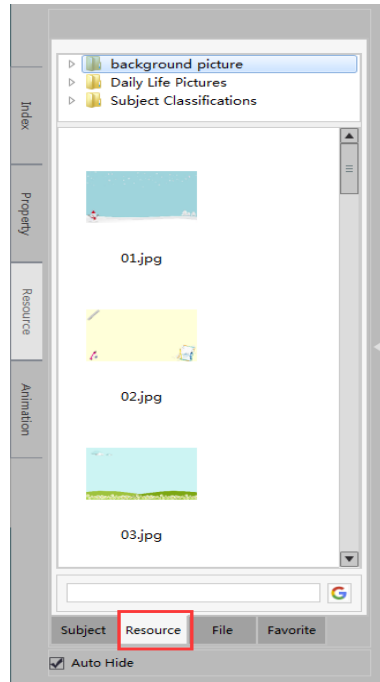 background picture
Daily Life Pictures
Subject Classifications
Index
Property
Resource
Animation
01.jpg
02.jpg
03.jpg
G
Subject Resource File Favorite
Auto Hide